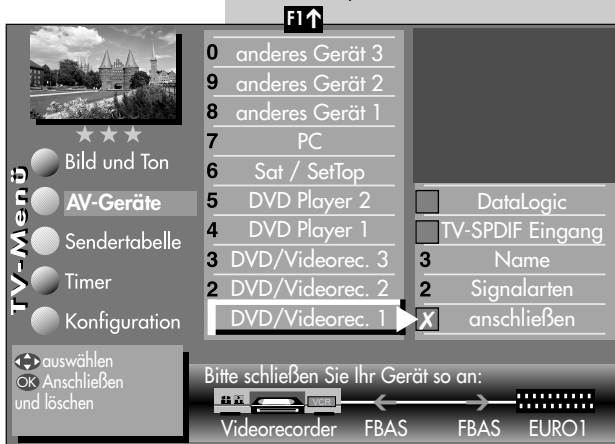 F1↑
TV-Menü
Bild und Ton
AV-Geräte
Sendertabelle
Timer
Konfiguration
0 anderes Gerät 3
9 anderes Gerät 2
8 anderes Gerät 1
7 PC
6 Sat / SetTop
5 DVD Player 2
4 DVD Player 1
3 DVD/Videorec. 3
2 DVD/Videorec. 2
DVD/Videorec. 1
DataLogic
TV-SPDIF Eingang
3 Name
2 Signalarten
X anschließen
auswählen
OK Anschließen
und löschen
Bitte schließen Sie Ihr Gerät so an:
VCR
Videorecorder FBAS FBAS EURO1